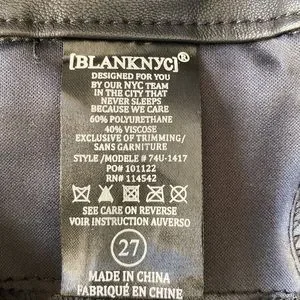 [BLANKNYC]®
DESIGNED FOR YOU
BY OUR NYC TEAM
IN THE CITY THAT
NEVER SLEEPS
BECAUSE WE CARE
60% POLYURETHANE
40% VISCOSE
EXCLUSIVE OF TRIMMING/
SANS GARNITURE
STYLE /MODELE # 74U-1417
PO# 101122
RN# 114542
SEE CARE ON REVERSE
VOIR INSTRUCTION AUVERSO
27
MADE IN CHINA
FABRIQUÉ EN CHINE